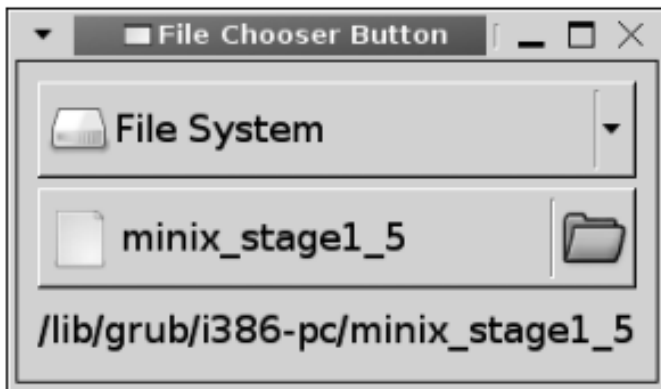 File Chooser Button
File System
minix_stage1_5
/lib/grub/i386-pc/minix_stage1_5